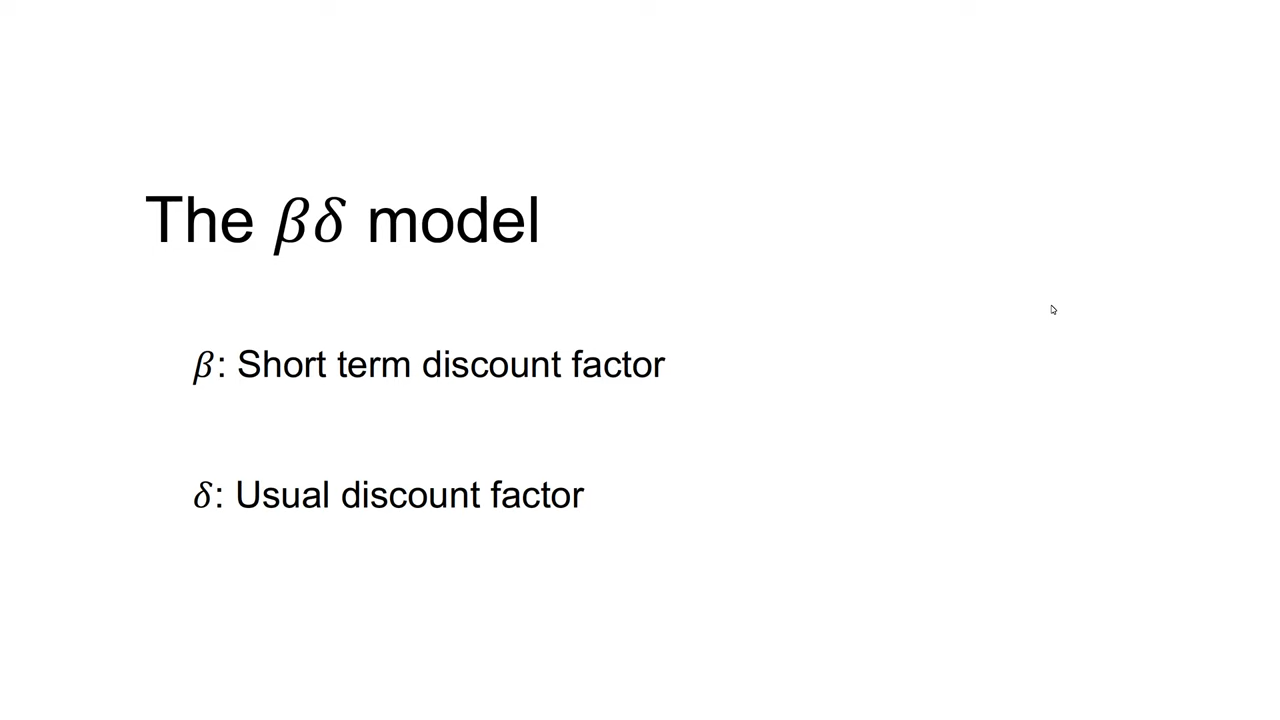 The βδ model
β: Short term discount factor
δ: Usual discount factor